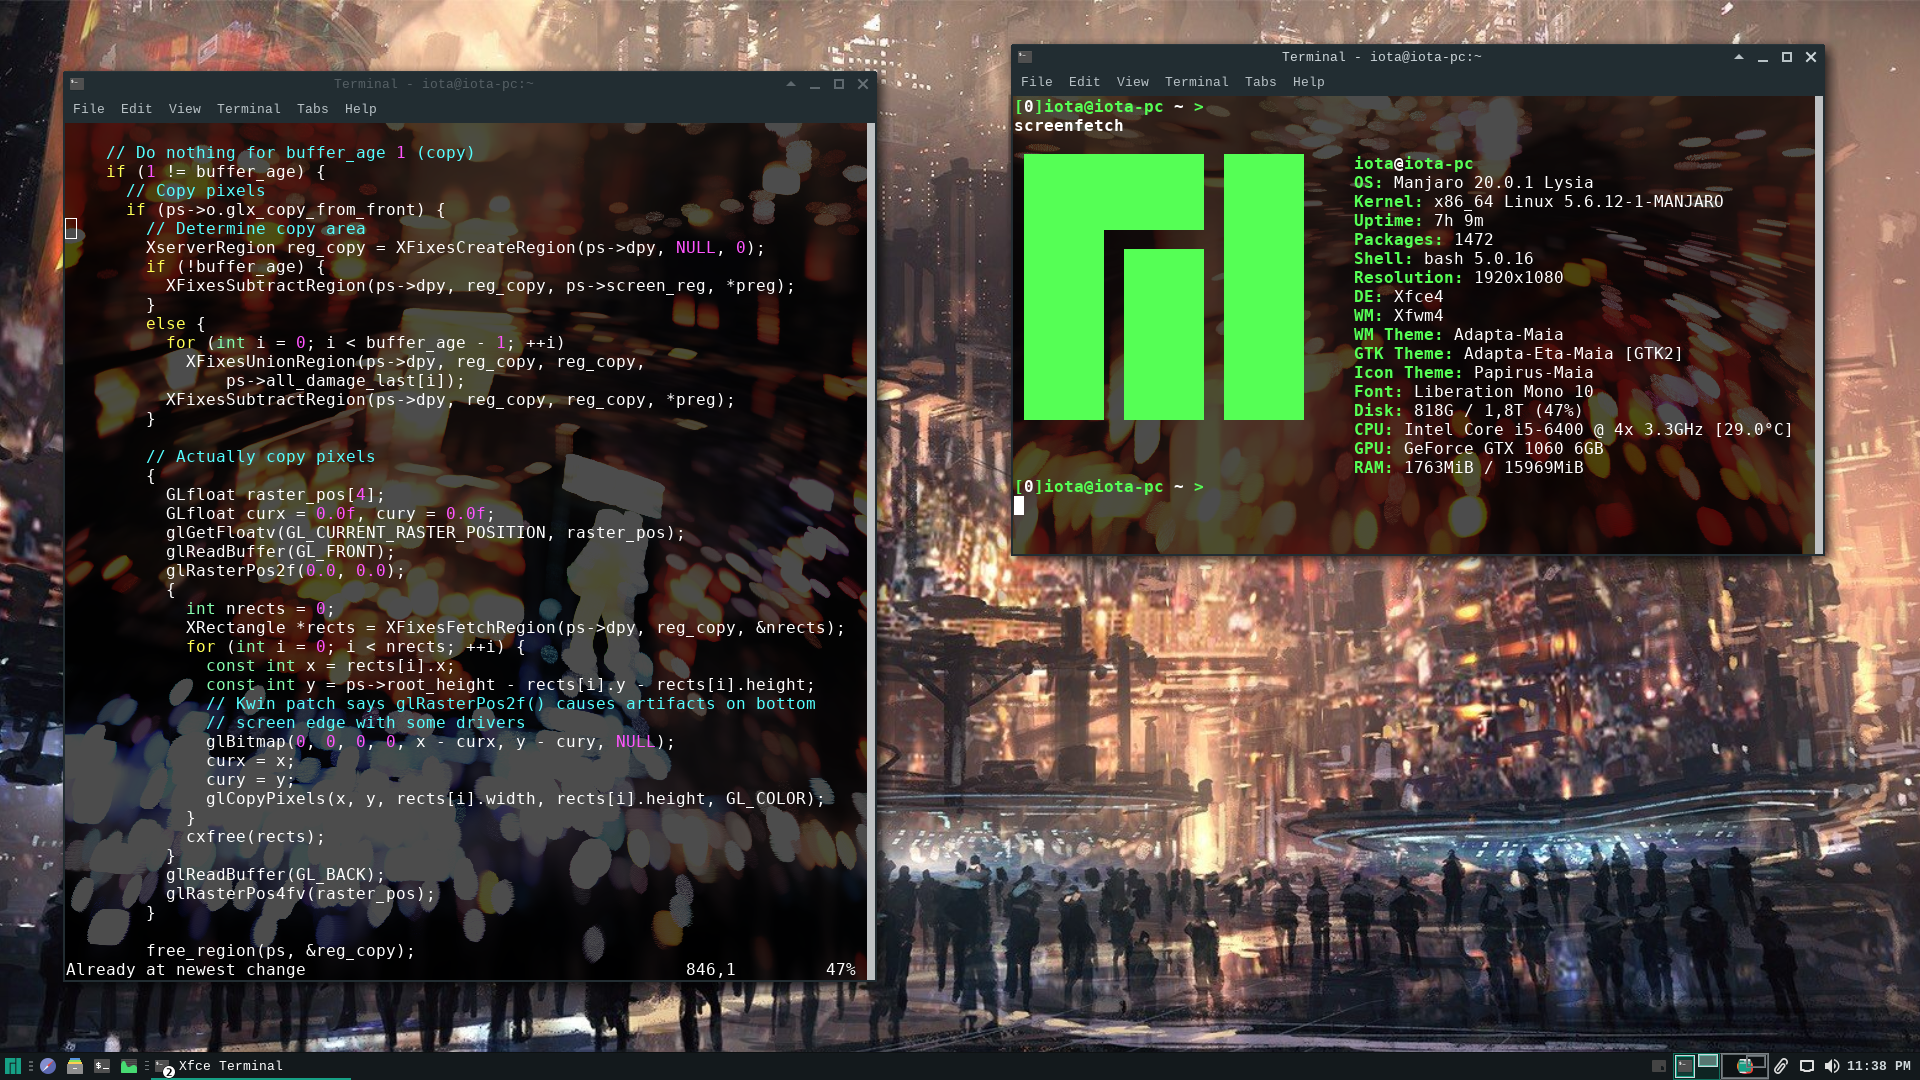 Terminal - iota@iota-pc:~
File Edit View Terminal Tabs Help
// Do nothing for buffer_age 1 (copy)
if (1 != buffer_age) {
// Copy pixels
if (ps->o.glx_copy_from_front) {
// Determine copy area
XserverRegion reg_copy = XFixesCreateRegion(ps->dpy, NULL, 0);
if (!buffer_age) {
XFixesSubtractRegion(ps->dpy, reg_copy, ps->screen_reg, *preg);
}
else {
for (int i = 0; i < buffer_age - 1; ++i)
XFixesUnionRegion(ps->dpy, reg_copy, reg_copy,
ps->all_damage_last[i]);
XFixesSubtractRegion(ps->dpy, reg_copy, reg_copy, *preg);
}
// Actually copy pixels
{
GLfloat raster_pos[4];
GLfloat curx = 0.0f, cury = 0.0f;
glGetFloatv(GL_CURRENT_RASTER_POSITION, raster_pos);
glReadBuffer(GL_FRONT);
glRasterPos2f(0.0, 0.0);
{
int nrects = 0;
XRectangle *rects = XFixesFetchRegion(ps->dpy, reg_copy, &nrects);
for (int i = 0; i < nrects; ++i) {
const int x = rects[i].x;
const int y = ps->root_height - rects[i].y - rects[i].height;
// Kwin patch says glRasterPos2f() causes artifacts on bottom
// screen edge with some drivers
glBitmap(0, 0, 0, 0, x - curx, y - cury, NULL);
curx = x;
cury = y;
glCopyPixels(x, y, rects[i].width, rects[i].height, GL_COLOR);
}
cxfree(rects);
}
glReadBuffer(GL_BACK);
glRasterPos4fv(raster_pos);
}
free_region(ps, &reg_copy);
Already at newest change 846,1 47%
Terminal - iota@iota-pc:~
File Edit View Terminal Tabs Help
[0]iota@iota-pc ~ >
screenfetch
iota@iota-pc
OS: Manjaro 20.0.1 Lysia
Kernel: x86_64 Linux 5.6.12-1-MANJARO
Uptime: 7h 9m
Packages: 1472
Shell: bash 5.0.16
Resolution: 1920x1080
DE: Xfce4
WM: Xfwm4
WM Theme: Adapta-Maia
GTK Theme: Adapta-Eta-Maia [GTK2]
Icon Theme: Papirus-Maia
Font: Liberation Mono 10
Disk: 818G / 1,8T (47%)
CPU: Intel Core i5-6400 @ 4x 3.3GHz [29.0°C]
GPU: GeForce GTX 1060 6GB
RAM: 1763MiB / 15969MiB
[0]iota@iota-pc ~ >
2 Xfce Terminal
11:38 PM